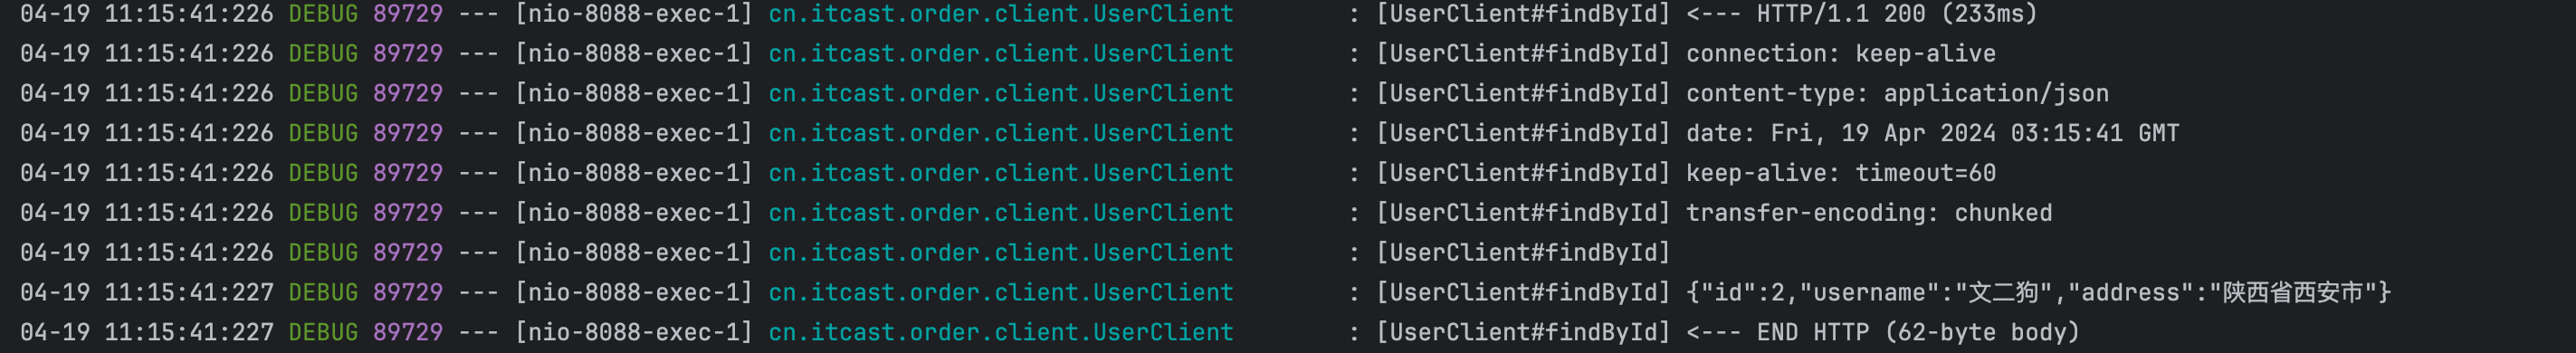 04-19 11:15:41:226 DEBUG 89729 --- [nio-8088-exec-1] cn.itcast.order.client.UserClient : [UserClient#findById] <--- HTTP/1.1 200 (233ms)
04-19 11:15:41:226 DEBUG 89729 --- [nio-8088-exec-1] cn.itcast.order.client.UserClient : [UserClient#findById] connection: keep-alive
04-19 11:15:41:226 DEBUG 89729 --- [nio-8088-exec-1] cn.itcast.order.client.UserClient : [UserClient#findById] content-type: application/json
04-19 11:15:41:226 DEBUG 89729 --- [nio-8088-exec-1] cn.itcast.order.client.UserClient : [UserClient#findById] date: Fri, 19 Apr 2024 03:15:41 GMT
04-19 11:15:41:226 DEBUG 89729 --- [nio-8088-exec-1] cn.itcast.order.client.UserClient : [UserClient#findById] keep-alive: timeout=60
04-19 11:15:41:226 DEBUG 89729 --- [nio-8088-exec-1] cn.itcast.order.client.UserClient : [UserClient#findById] transfer-encoding: chunked
04-19 11:15:41:226 DEBUG 89729 --- [nio-8088-exec-1] cn.itcast.order.client.UserClient : [UserClient#findById]
04-19 11:15:41:227 DEBUG 89729 --- [nio-8088-exec-1] cn.itcast.order.client.UserClient : [UserClient#findById] {"id":2,"username":"文二狗","address":"陕西省西安市"}
04-19 11:15:41:227 DEBUG 89729 --- [nio-8088-exec-1] cn.itcast.order.client.UserClient : [UserClient#findById] <--- END HTTP (62-byte body)